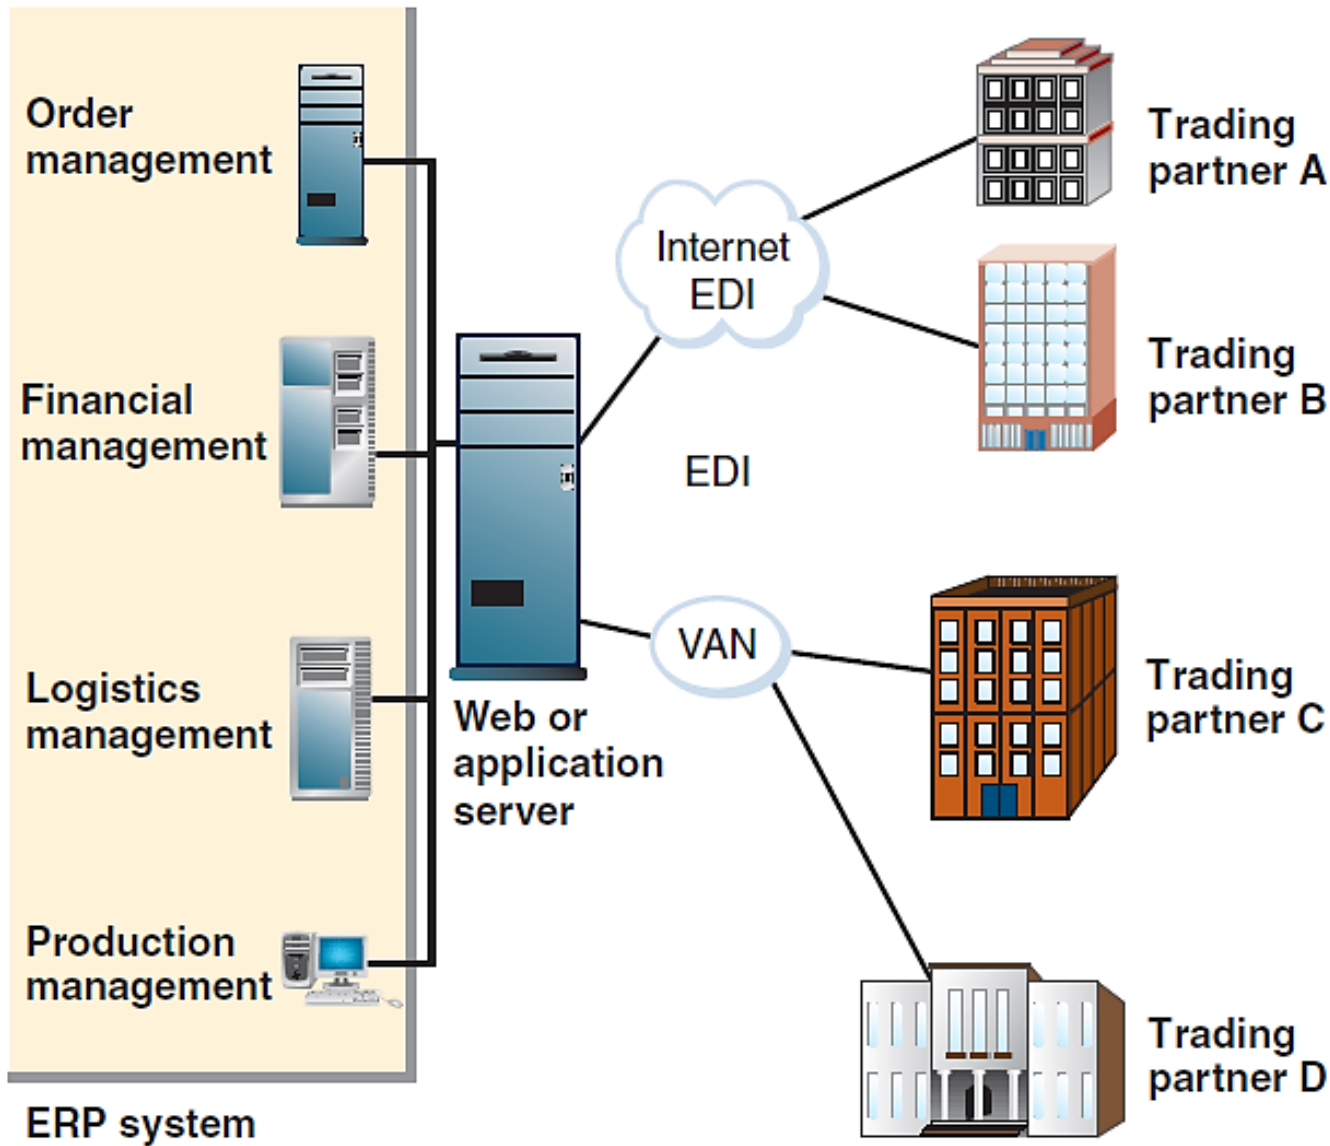 Order
management
Financial
management
Logistics
management
Production
management
ERP system
Web or
application
server
Internet
EDI
EDI
VAN
Trading
partner A
Trading
partner B
Trading
partner C
Trading
partner D